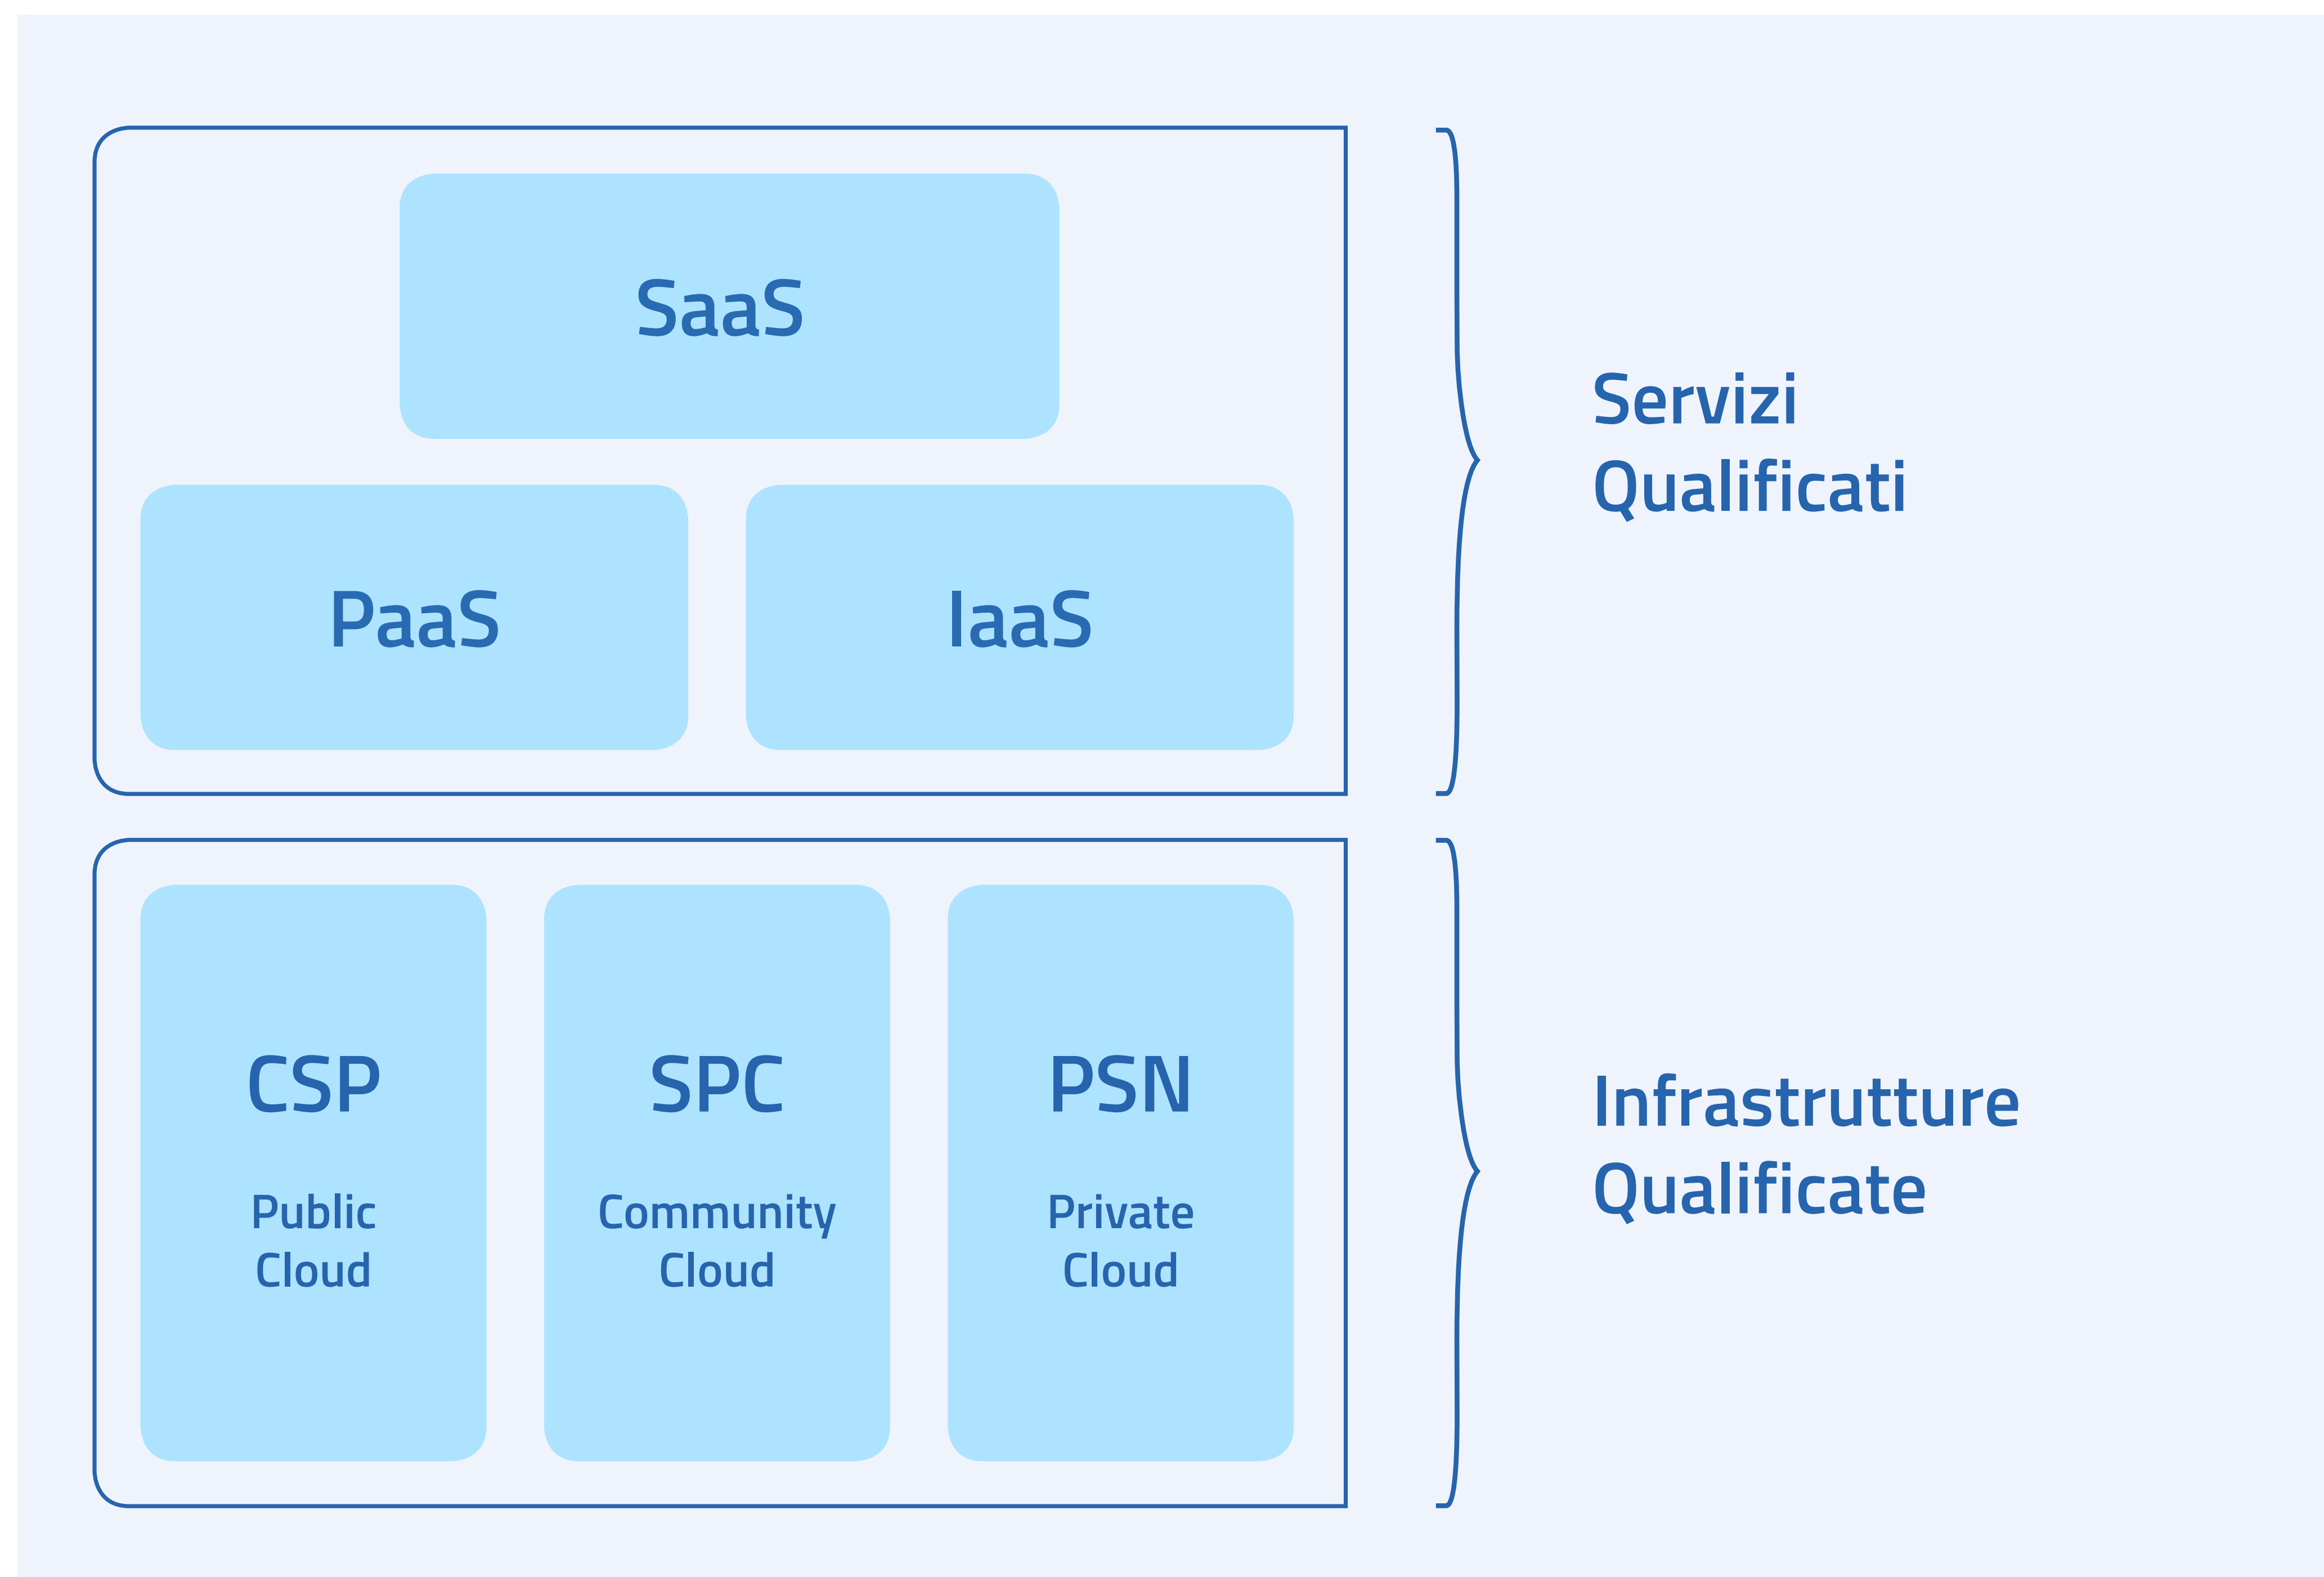 SaaS
Servizi
Qualificati
PaaS
IaaS
CSP
Public
Cloud
SPC
Community
Cloud
PSN
Private
Cloud
Infrastrutture
Qualificate